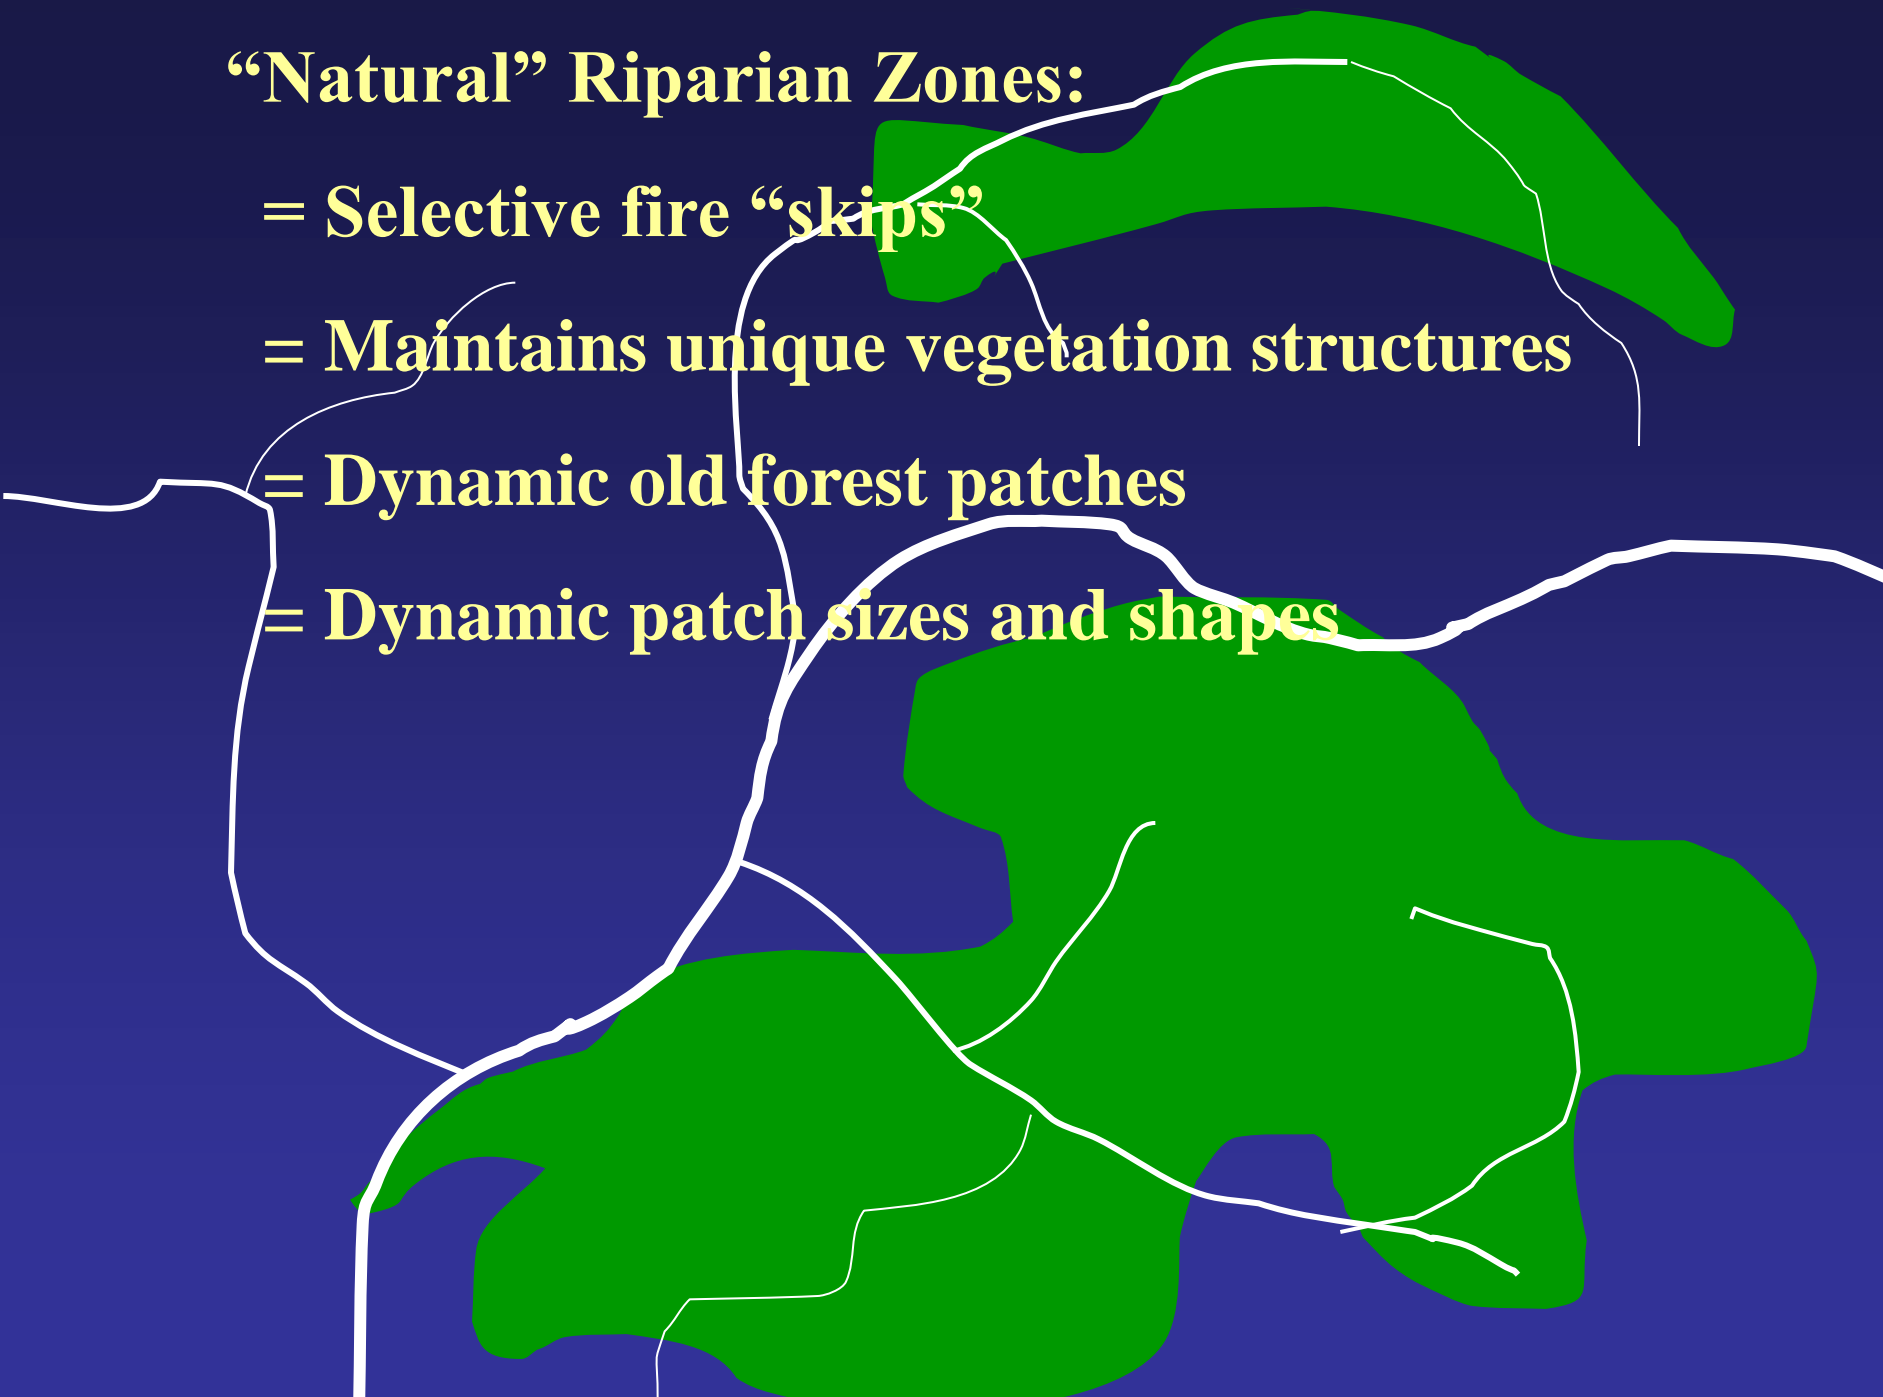 “Natural” Riparian Zones:
= Selective fire “skips”
= Maintains unique vegetation structures
= Dynamic old forest patches
= Dynamic patch sizes and shapes